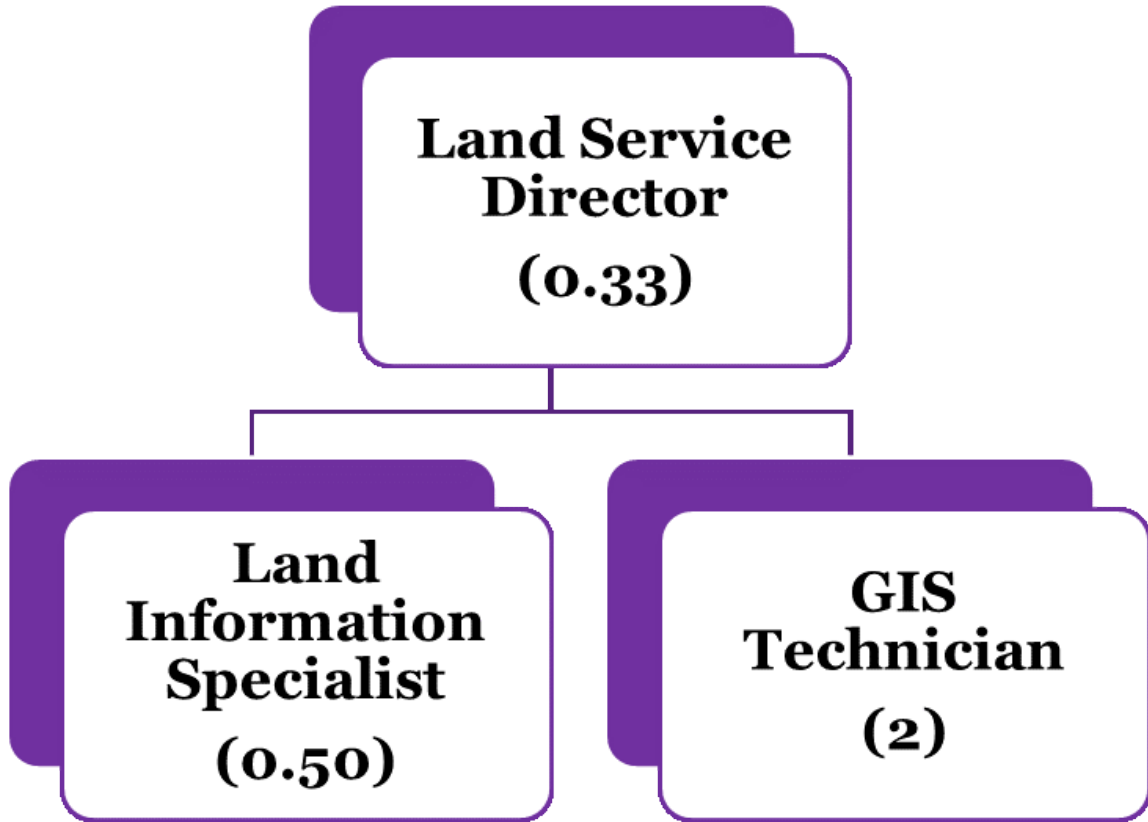 Land Service
Director
(0.33)
Land
Information
Specialist
(0.50)
GIS
Technician
(2)